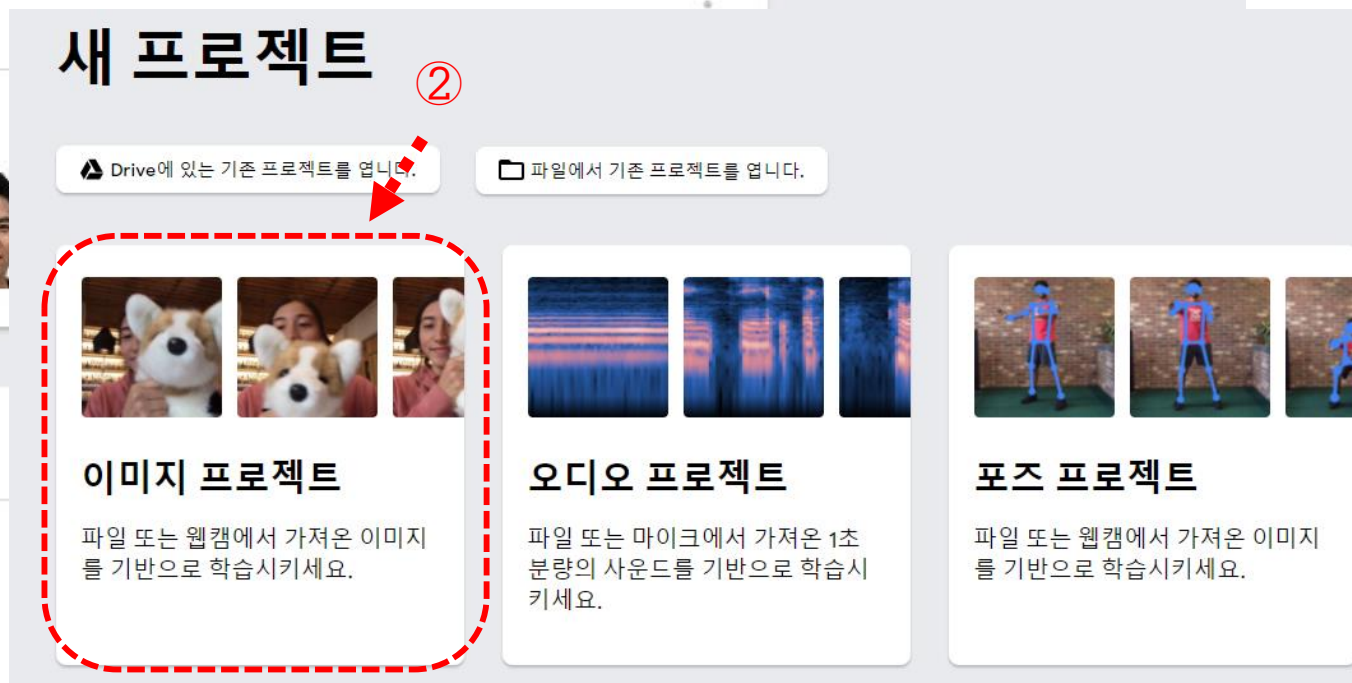 새 프로젝트
②
Drive에 있는 기존 프로젝트를 엽니다.
파일에서 기존 프로젝트를 엽니다.
이미지 프로젝트
파일 또는 웹캠에서 가져온 이미지
를 기반으로 학습시키세요.
오디오 프로젝트
파일 또는 마이크에서 가져온 1초
분량의 사운드를 기반으로 학습시
키세요.
포즈 프로젝트
파일 또는 웹캠에서 가져온 이미지
를 기반으로 학습시키세요.